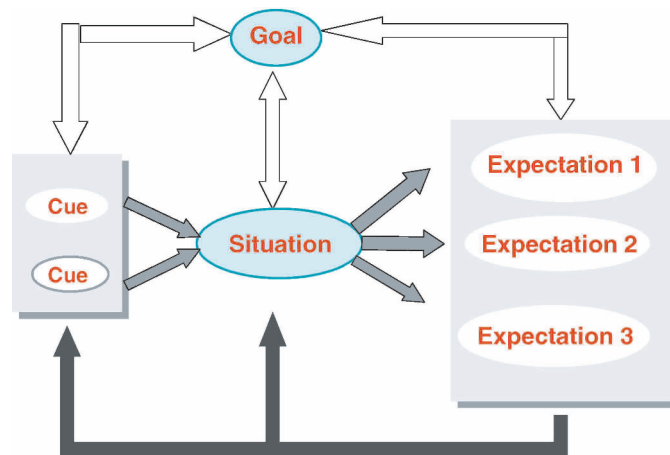 Goal
Expectation 1
Cue
Situation
Expectation 2
Cue
Expectation 3